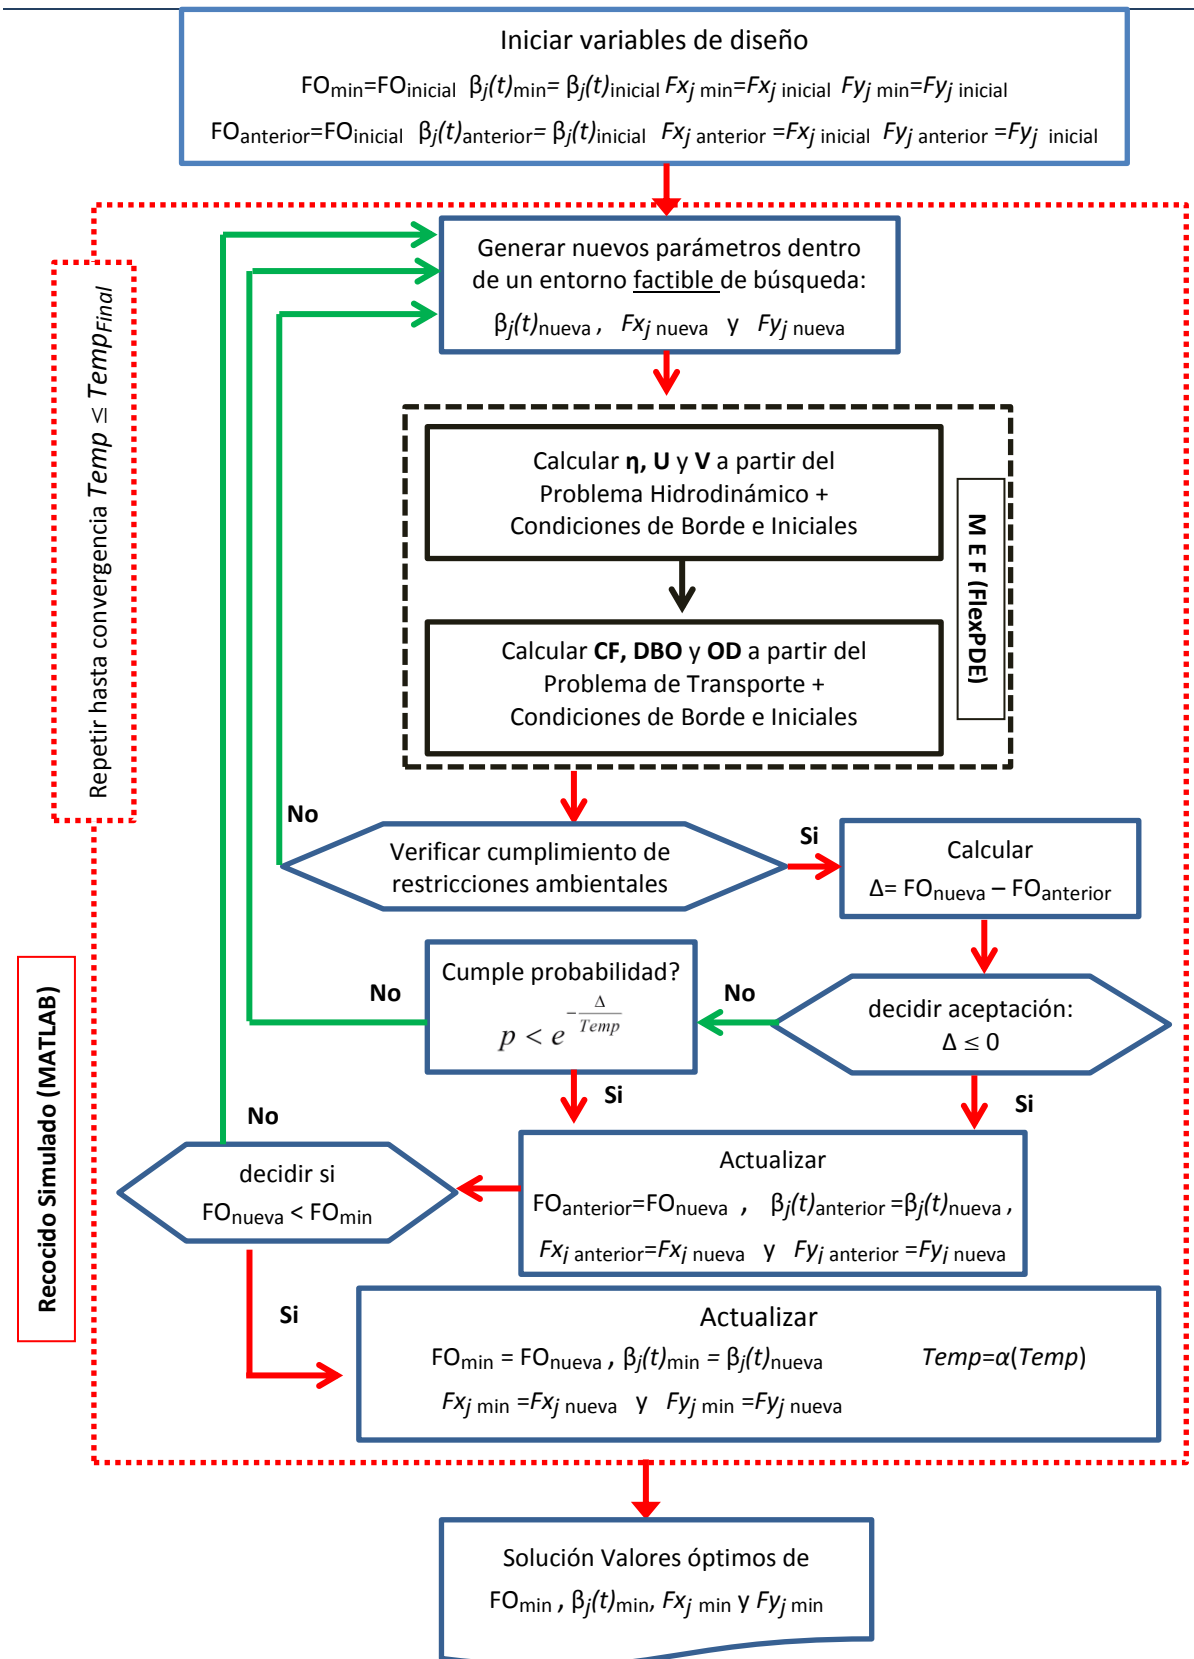 Iniciar variables de diseño
FOmin=FOinicial βj(t)min= βj(t)inicial Fxj min=Fxj inicial Fyj min=Fyj inicial
FOanterior=FOinicial βj(t)anterior= βj(t)inicial Fxj anterior =Fxj inicial Fyj anterior =Fyj inicial
Generar nuevos parámetros dentro
de un entorno factible de búsqueda:
βj(t)nueva , Fxj nueva y Fyj nueva
Repetir hasta convergencia Temp ≤ TempFinal
Calcular η, U y V a partir del
Problema Hidrodinámico +
Condiciones de Borde e Iniciales
M E F (FlexPDE)
Calcular CF, DBO y OD a partir del
Problema de Transporte +
Condiciones de Borde e Iniciales
No
Verificar cumplimiento de
restricciones ambientales
Si
Calcular
Δ= FOnueva – FOanterior
Recocido Simulado (MATLAB)
Cumple probabilidad?
p < e^(-Δ/Temp)
No
No
decidir aceptación:
Δ ≤ 0
Si
Si
No
decidir si
FOnueva < FOmin
Actualizar
FOanterior=FOnueva , βj(t)anterior =βj(t)nueva ,
Fxj anterior=Fxj nueva y Fyj anterior =Fyj nueva
Si
Actualizar
FOmin = FOnueva , βj(t)min = βj(t)nueva Temp=α(Temp)
Fxj min =Fxj nueva y Fyj min =Fyj nueva
Solución Valores óptimos de
FOmin , βj(t)min, Fxj min y Fyj min